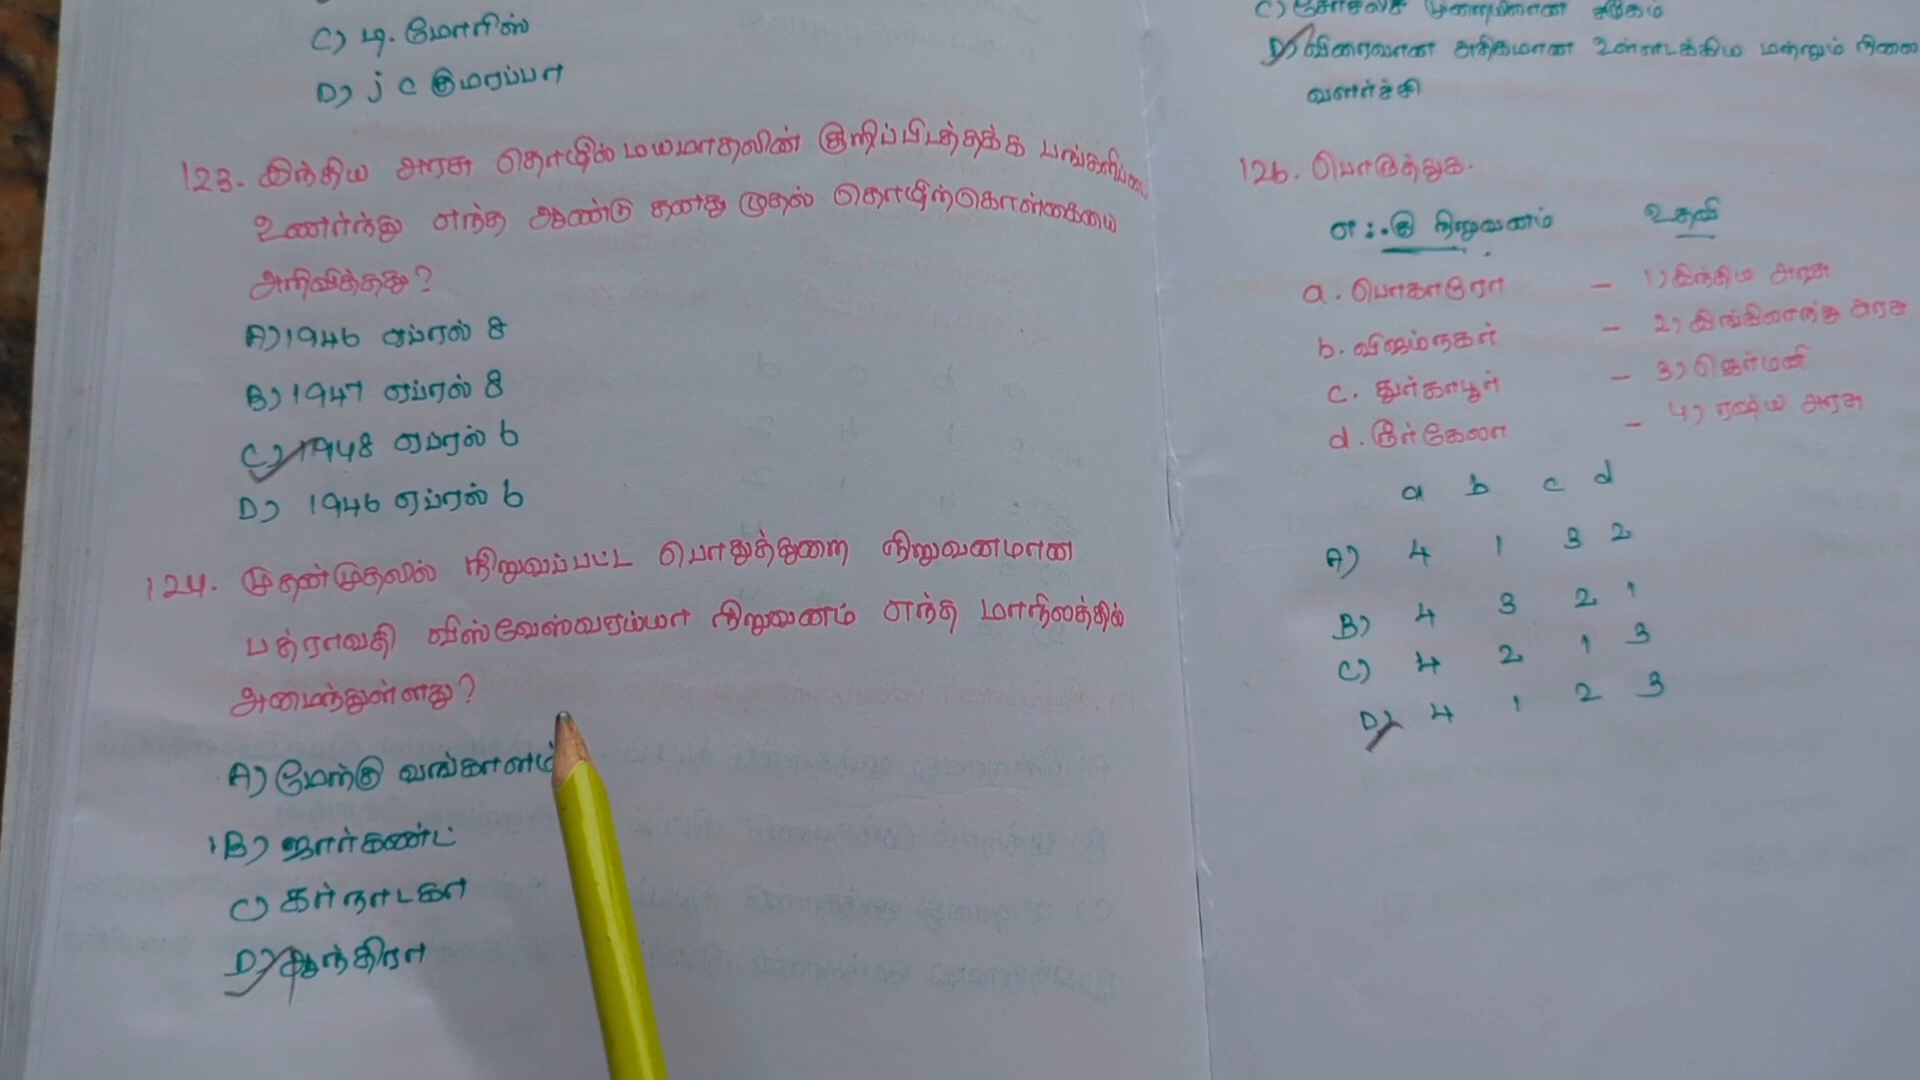 C) டி. மோரிஸ்
D) j c குமரப்பா
123. இந்திய அரசு தொழில் மயமாதலின் குறிப்பிடத்தக்க பங்களிப்பை
உணர்ந்து எந்த ஆண்டு தனது முதல் தொழிற்கொள்கையை
அறிவித்தது?
A) 1946 ஏப்ரல் 8
B) 1947 ஏப்ரல் 8
C) 1948 ஏப்ரல் 6
D) 1946 ஏப்ரல் 6
124. முதன்முதலில் நிறுவப்பட்ட பொதுத்துறை நிறுவனமான
பத்ராவதி விஸ்வேஸ்வரய்யா நிறுவனம் எந்த மாநிலத்தில்
அமைந்துள்ளது?
A) மேற்கு வங்காளம்
B) ஜார்கண்ட்
C) கர்நாடகா
D) ஆந்திரா
C) முறையிலான சமூகம்
D) விரைவான அதிகமான உள்ளடக்கிய மற்றும் நிலை
வளர்ச்சி
126. பொருத்துக.
எஃகு நிறுவனம் உதவி
a. பொகாரோ – 1) இந்திய அரசு
b. விஜய்நகர் – 2) இங்கிலாந்து அரசு
c. துர்காபூர் – 3) ஜெர்மனி
d. ரூர்கேலா – 4) ரஷ்ய அரசு
a b c d
A) 4 1 3 2
B) 4 3 2 1
C) 4 2 1 3
D) 4 1 2 3